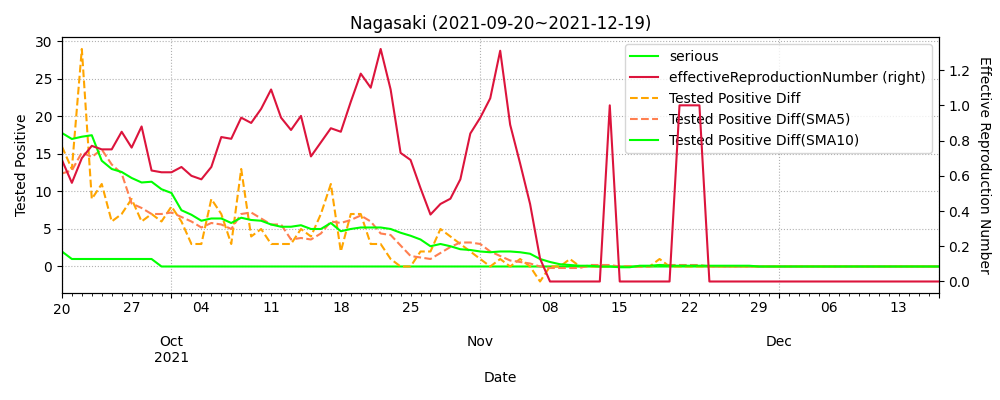 Nagasaki (2021-09-20~2021-12-19)
serious
effectiveReproductionNumber (right)
Tested Positive Diff
Tested Positive Diff(SMA5)
Tested Positive Diff(SMA10)
Tested Positive
30
25
20
15
10
5
0
1.2
1.0
0.8
0.6
0.4
0.2
0.0
Effective Reproduction Number
20 27 04 11 18 25 08 15 22 29 06 13
Oct Nov Dec
2021
Date